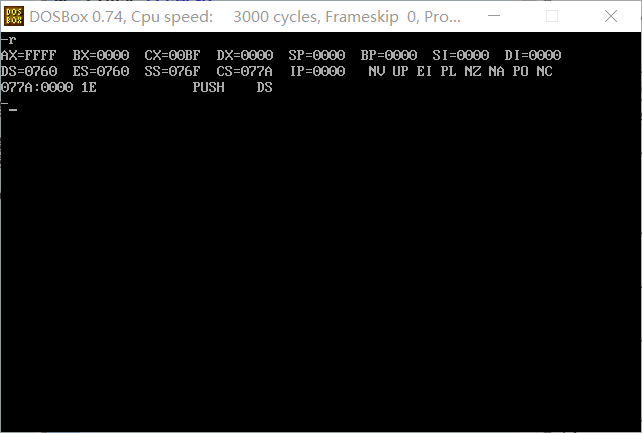 DOS
BOX
DOSBox 0.74, Cpu speed: 3000 cycles, Frameskip 0, Pro...
-r
AX=FFFF BX=0000 CX=00BF DX=0000 SP=0000 BP=0000 SI=0000 DI=0000
DS=0760 ES=0760 SS=076F CS=077A IP=0000 NV UP EI PL NZ NA PO NC
077A:0000 1E PUSH DS
-_